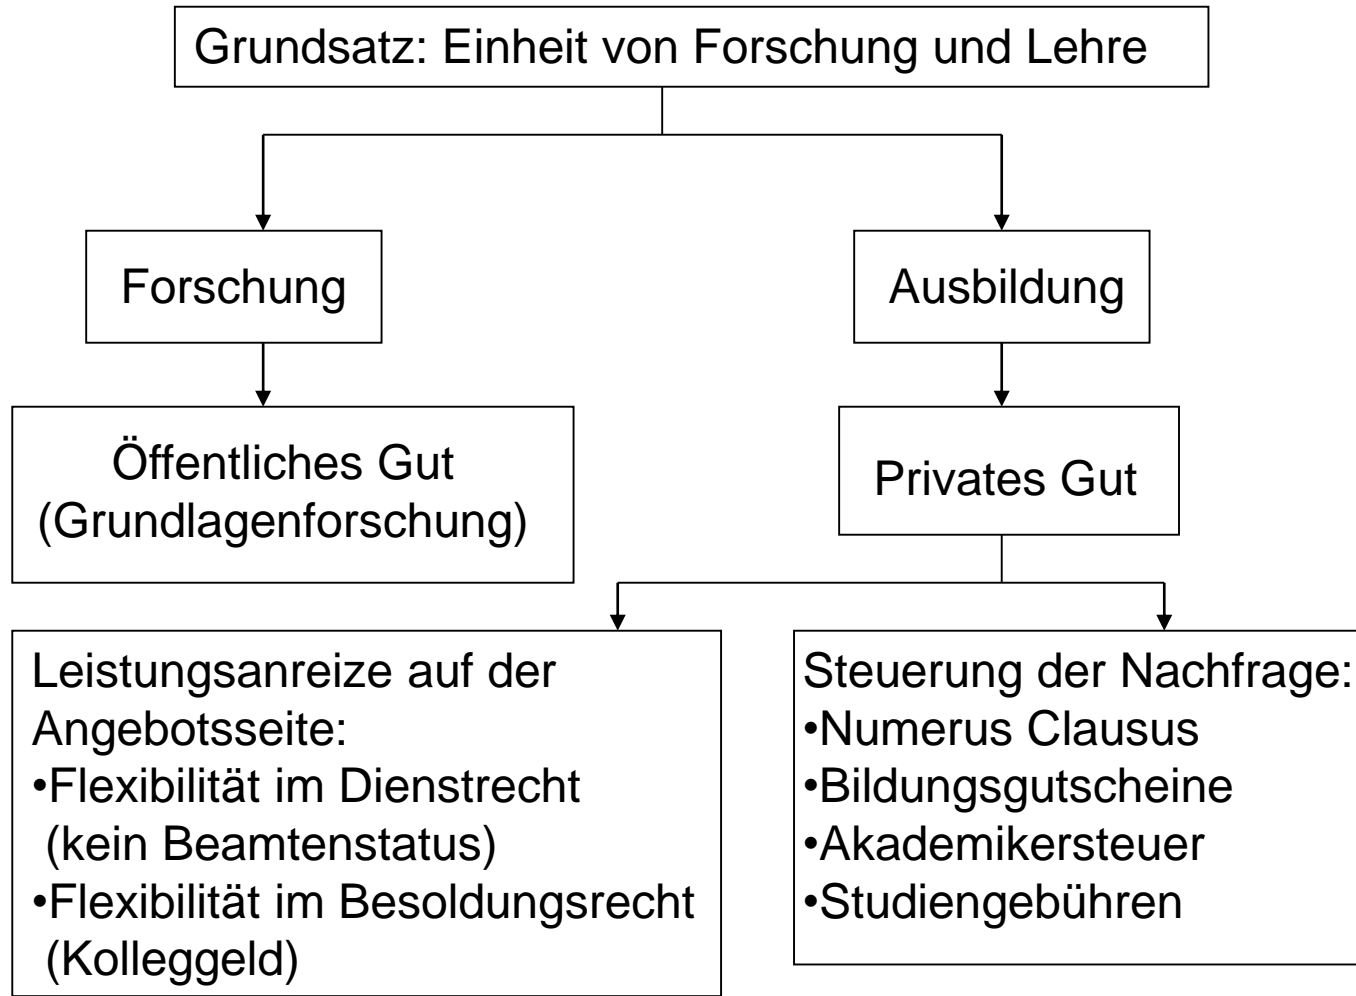 Grundsatz: Einheit von Forschung und Lehre
Forschung
Ausbildung
Öffentliches Gut
(Grundlagenforschung)
Privates Gut
Leistungsanreize auf der
Angebotsseite:
•Flexibilität im Dienstrecht
(kein Beamtenstatus)
•Flexibilität im Besoldungsrecht
(Kolleggeld)
Steuerung der Nachfrage:
•Numerus Clausus
•Bildungsgutscheine
•Akademikersteuer
•Studiengebühren